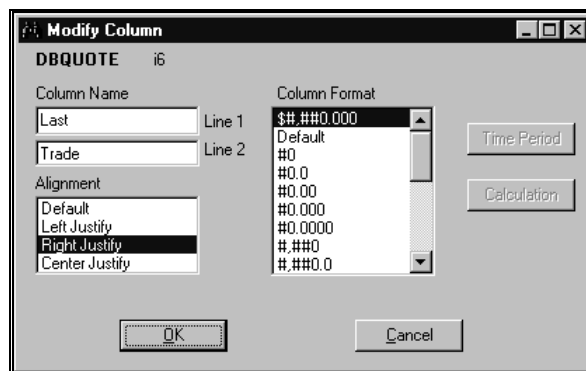 Modify Column
DBQUOTE i6
Column Name
Last
Line 1
Trade
Line 2
Alignment
Default
Left Justify
Right Justify
Center Justify
Column Format
$#,##0.000
Default
#0
#0.0
#0.00
#0.000
#0.0000
#,##0
#,##0.0
Time Period
Calculation
OK
Cancel